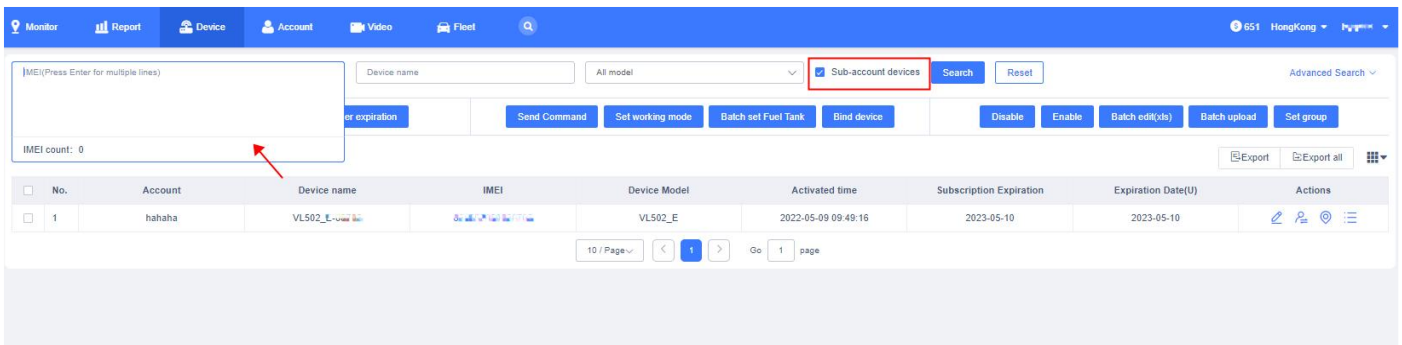 Monitor Report Device Account Video Fleet 651 HongKong
IMEI(Press Enter for multiple lines) Device name All model Sub-account devices Search Reset Advanced Search
er expiration Send Command Set working mode Batch set Fuel Tank Bind device Disable Enable Batch edit(xls) Batch upload Set group
IMEI count: 0
Export Export all
No. Account Device name IMEI Device Model Activated time Subscription Expiration Expiration Date(U) Actions
1 hahaha VL502_E VL502_E 2022-05-09 09:49:16 2023-05-10 2023-05-10
10 / Page 1 Go 1 page